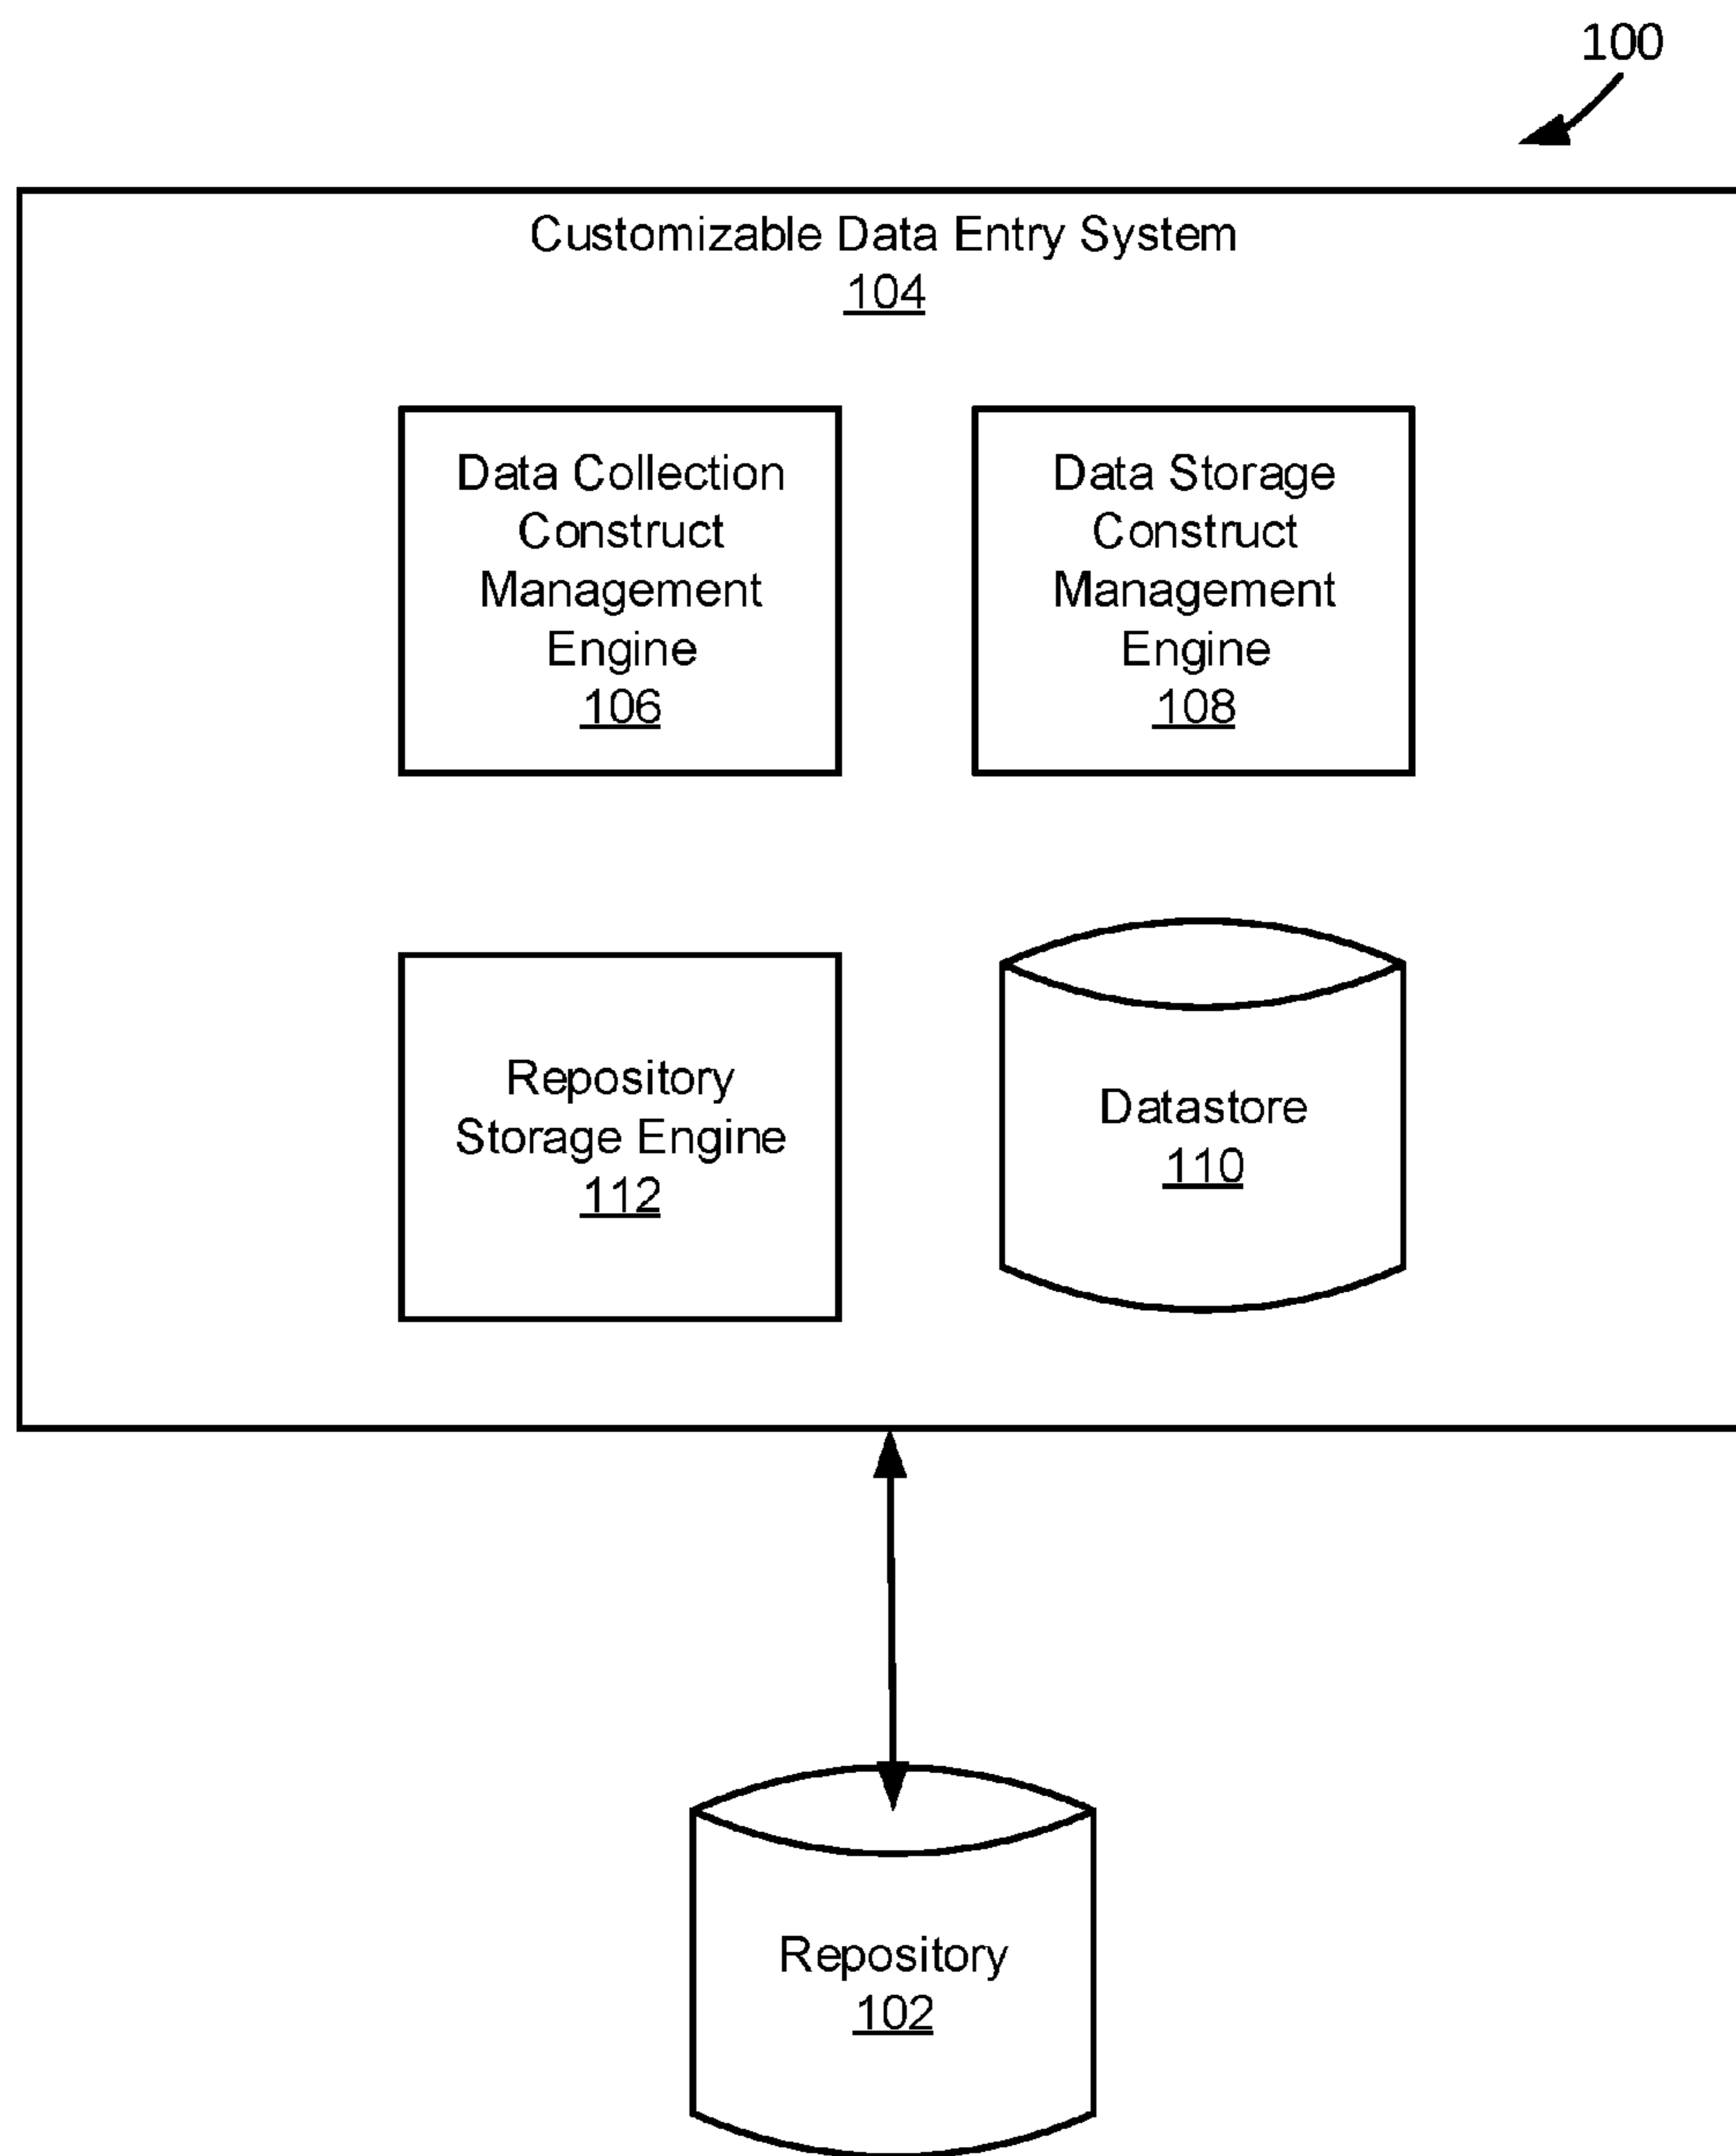 100
Customizable Data Entry System
104
Data Collection
Construct
Management
Engine
106
Data Storage
Construct
Management
Engine
108
Repository
Storage Engine
112
Datastore
110
Repository
102